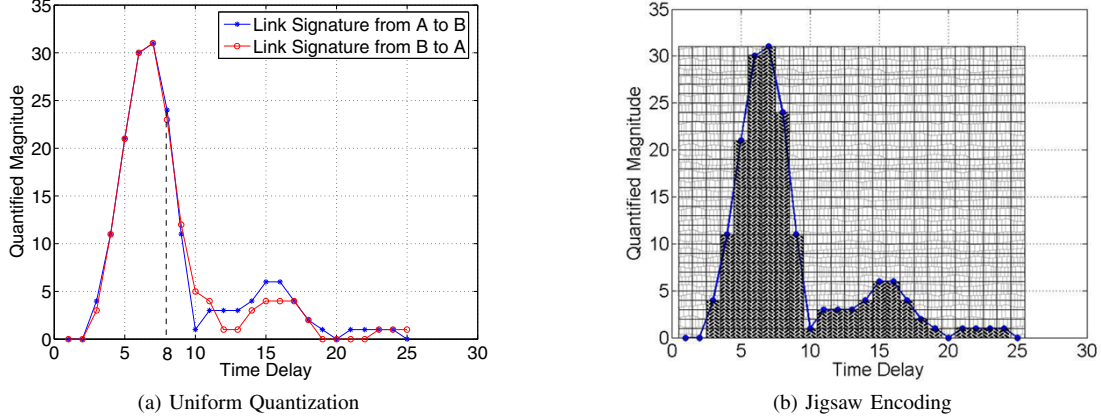 35
30
25
20
15
10
5
0
Quantified Magnitude
Link Signature from A to B
Link Signature from B to A
0 5 8 10 15 20 25 30
Time Delay
(a) Uniform Quantization
35
30
25
20
15
10
5
0
Quantified Magnitude
0 5 10 15 20 25 30
Time Delay
(b) Jigsaw Encoding